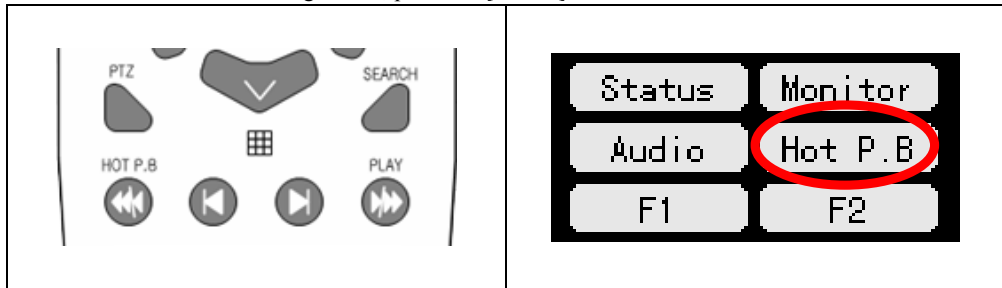 PTZ
SEARCH
HOT P.B
PLAY
Status
Monitor
Audio
Hot P.B
F1
F2